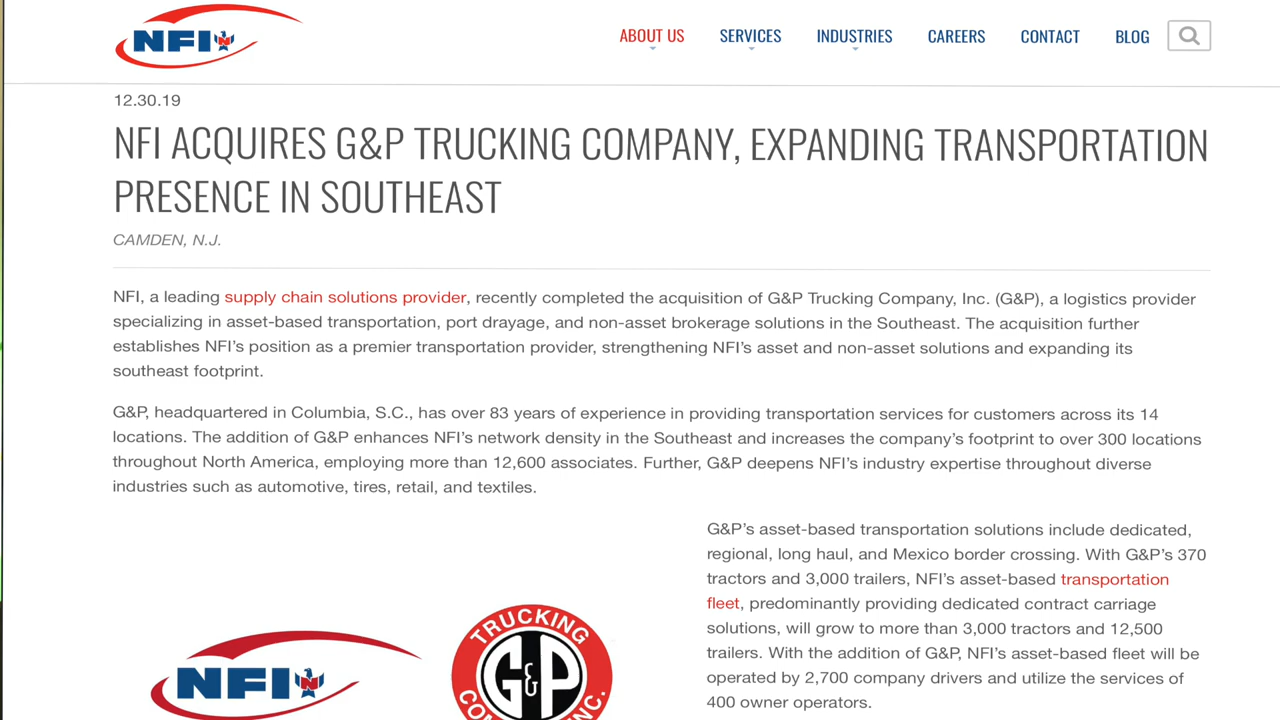 NFI
ABOUT US
SERVICES
INDUSTRIES
CAREERS
CONTACT
BLOG
12.30.19
NFI ACQUIRES G&P TRUCKING COMPANY, EXPANDING TRANSPORTATION
PRESENCE IN SOUTHEAST
CAMDEN, N.J.
NFI, a leading supply chain solutions provider, recently completed the acquisition of G&P Trucking Company, Inc. (G&P), a logistics provider
specializing in asset-based transportation, port drayage, and non-asset brokerage solutions in the Southeast. The acquisition further
establishes NFI's position as a premier transportation provider, strengthening NFI's asset and non-asset solutions and expanding its
southeast footprint.
G&P, headquartered in Columbia, S.C., has over 83 years of experience in providing transportation services for customers across its 14
locations. The addition of G&P enhances NFI's network density in the Southeast and increases the company's footprint to over 300 locations
throughout North America, employing more than 12,600 associates. Further, G&P deepens NFI's industry expertise throughout diverse
industries such as automotive, tires, retail, and textiles.
G&P's asset-based transportation solutions include dedicated,
regional, long haul, and Mexico border crossing. With G&P's 370
tractors and 3,000 trailers, NFI's asset-based transportation
fleet, predominantly providing dedicated contract carriage
solutions, will grow to more than 3,000 tractors and 12,500
trailers. With the addition of G&P, NFI's asset-based fleet will be
operated by 2,700 company drivers and utilize the services of
400 owner operators.
NFI
N
TRUCKING
G&P
INC.